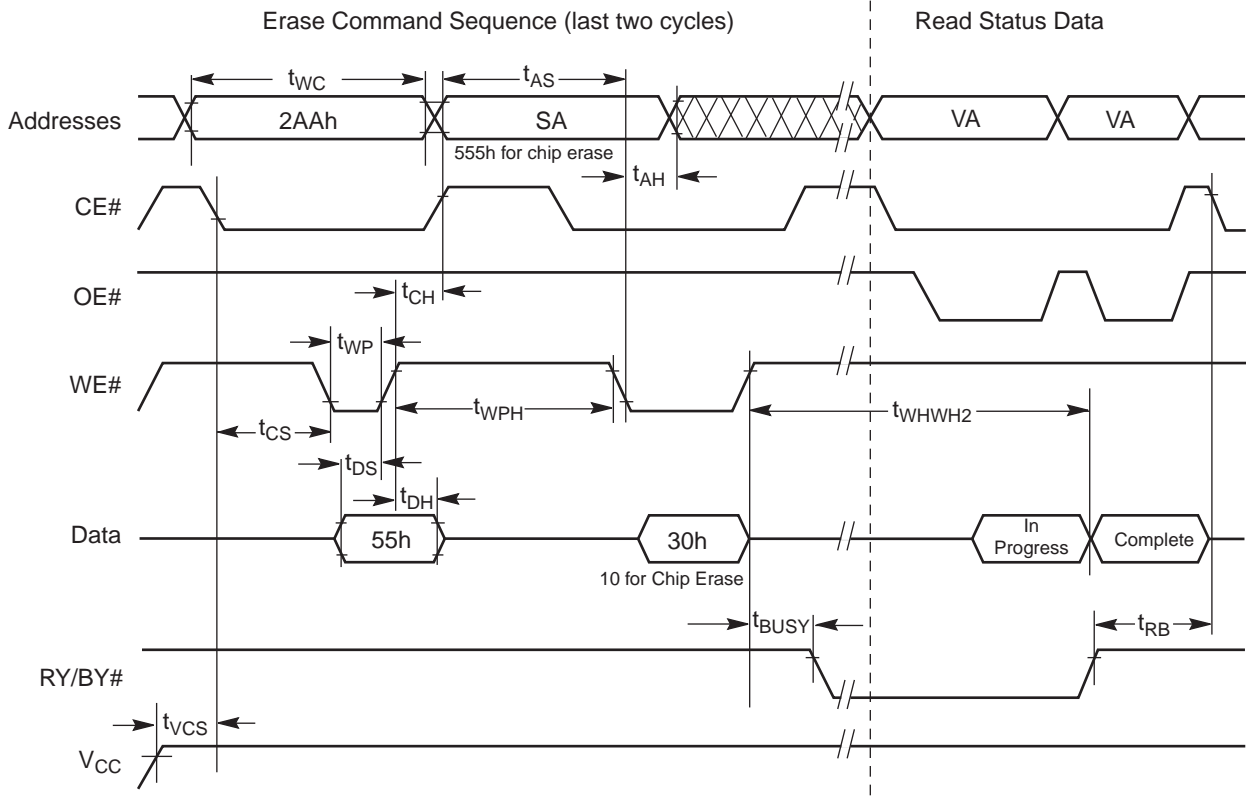 Erase Command Sequence (last two cycles)
Read Status Data
tWC
tAS
Addresses
2AAh
SA
VA
VA
555h for chip erase
tAH
CE#
OE#
tCH
tWP
WE#
tWPH
tWHWH2
tCS
tDS
tDH
Data
55h
30h
In
Progress
Complete
10 for Chip Erase
tBUSY
tRB
RY/BY#
tVCS
VCC